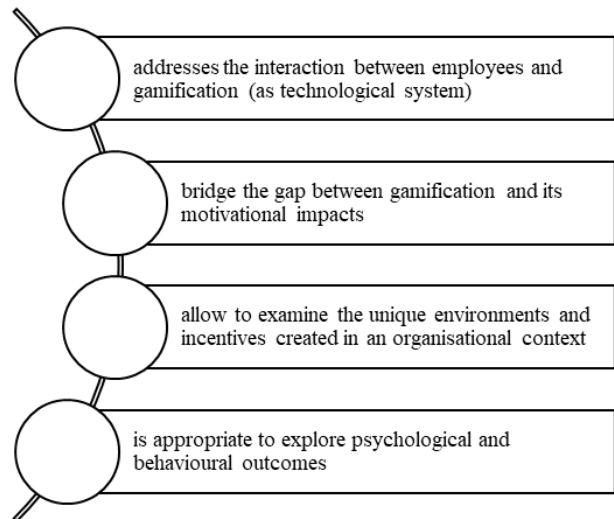 addresses the interaction between employees and
gamification (as technological system)
bridge the gap between gamification and its
motivational impacts
allow to examine the unique environments and
incentives created in an organisational context
is appropriate to explore psychological and
behavioural outcomes